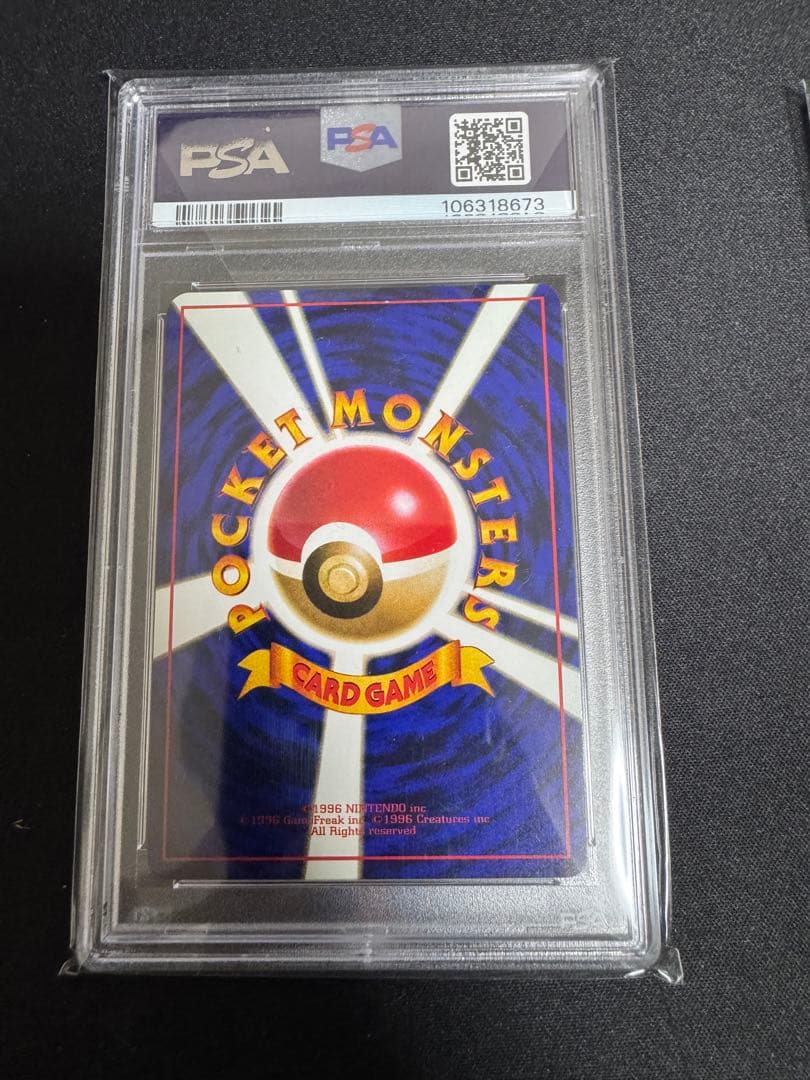 PSA PSA
106318673
POCKET MONSTERS
CARD GAME
©1996 NINTENDO inc
©1996 GameFreak inc. ©1996 Creatures inc
All Rights reserved
PSA